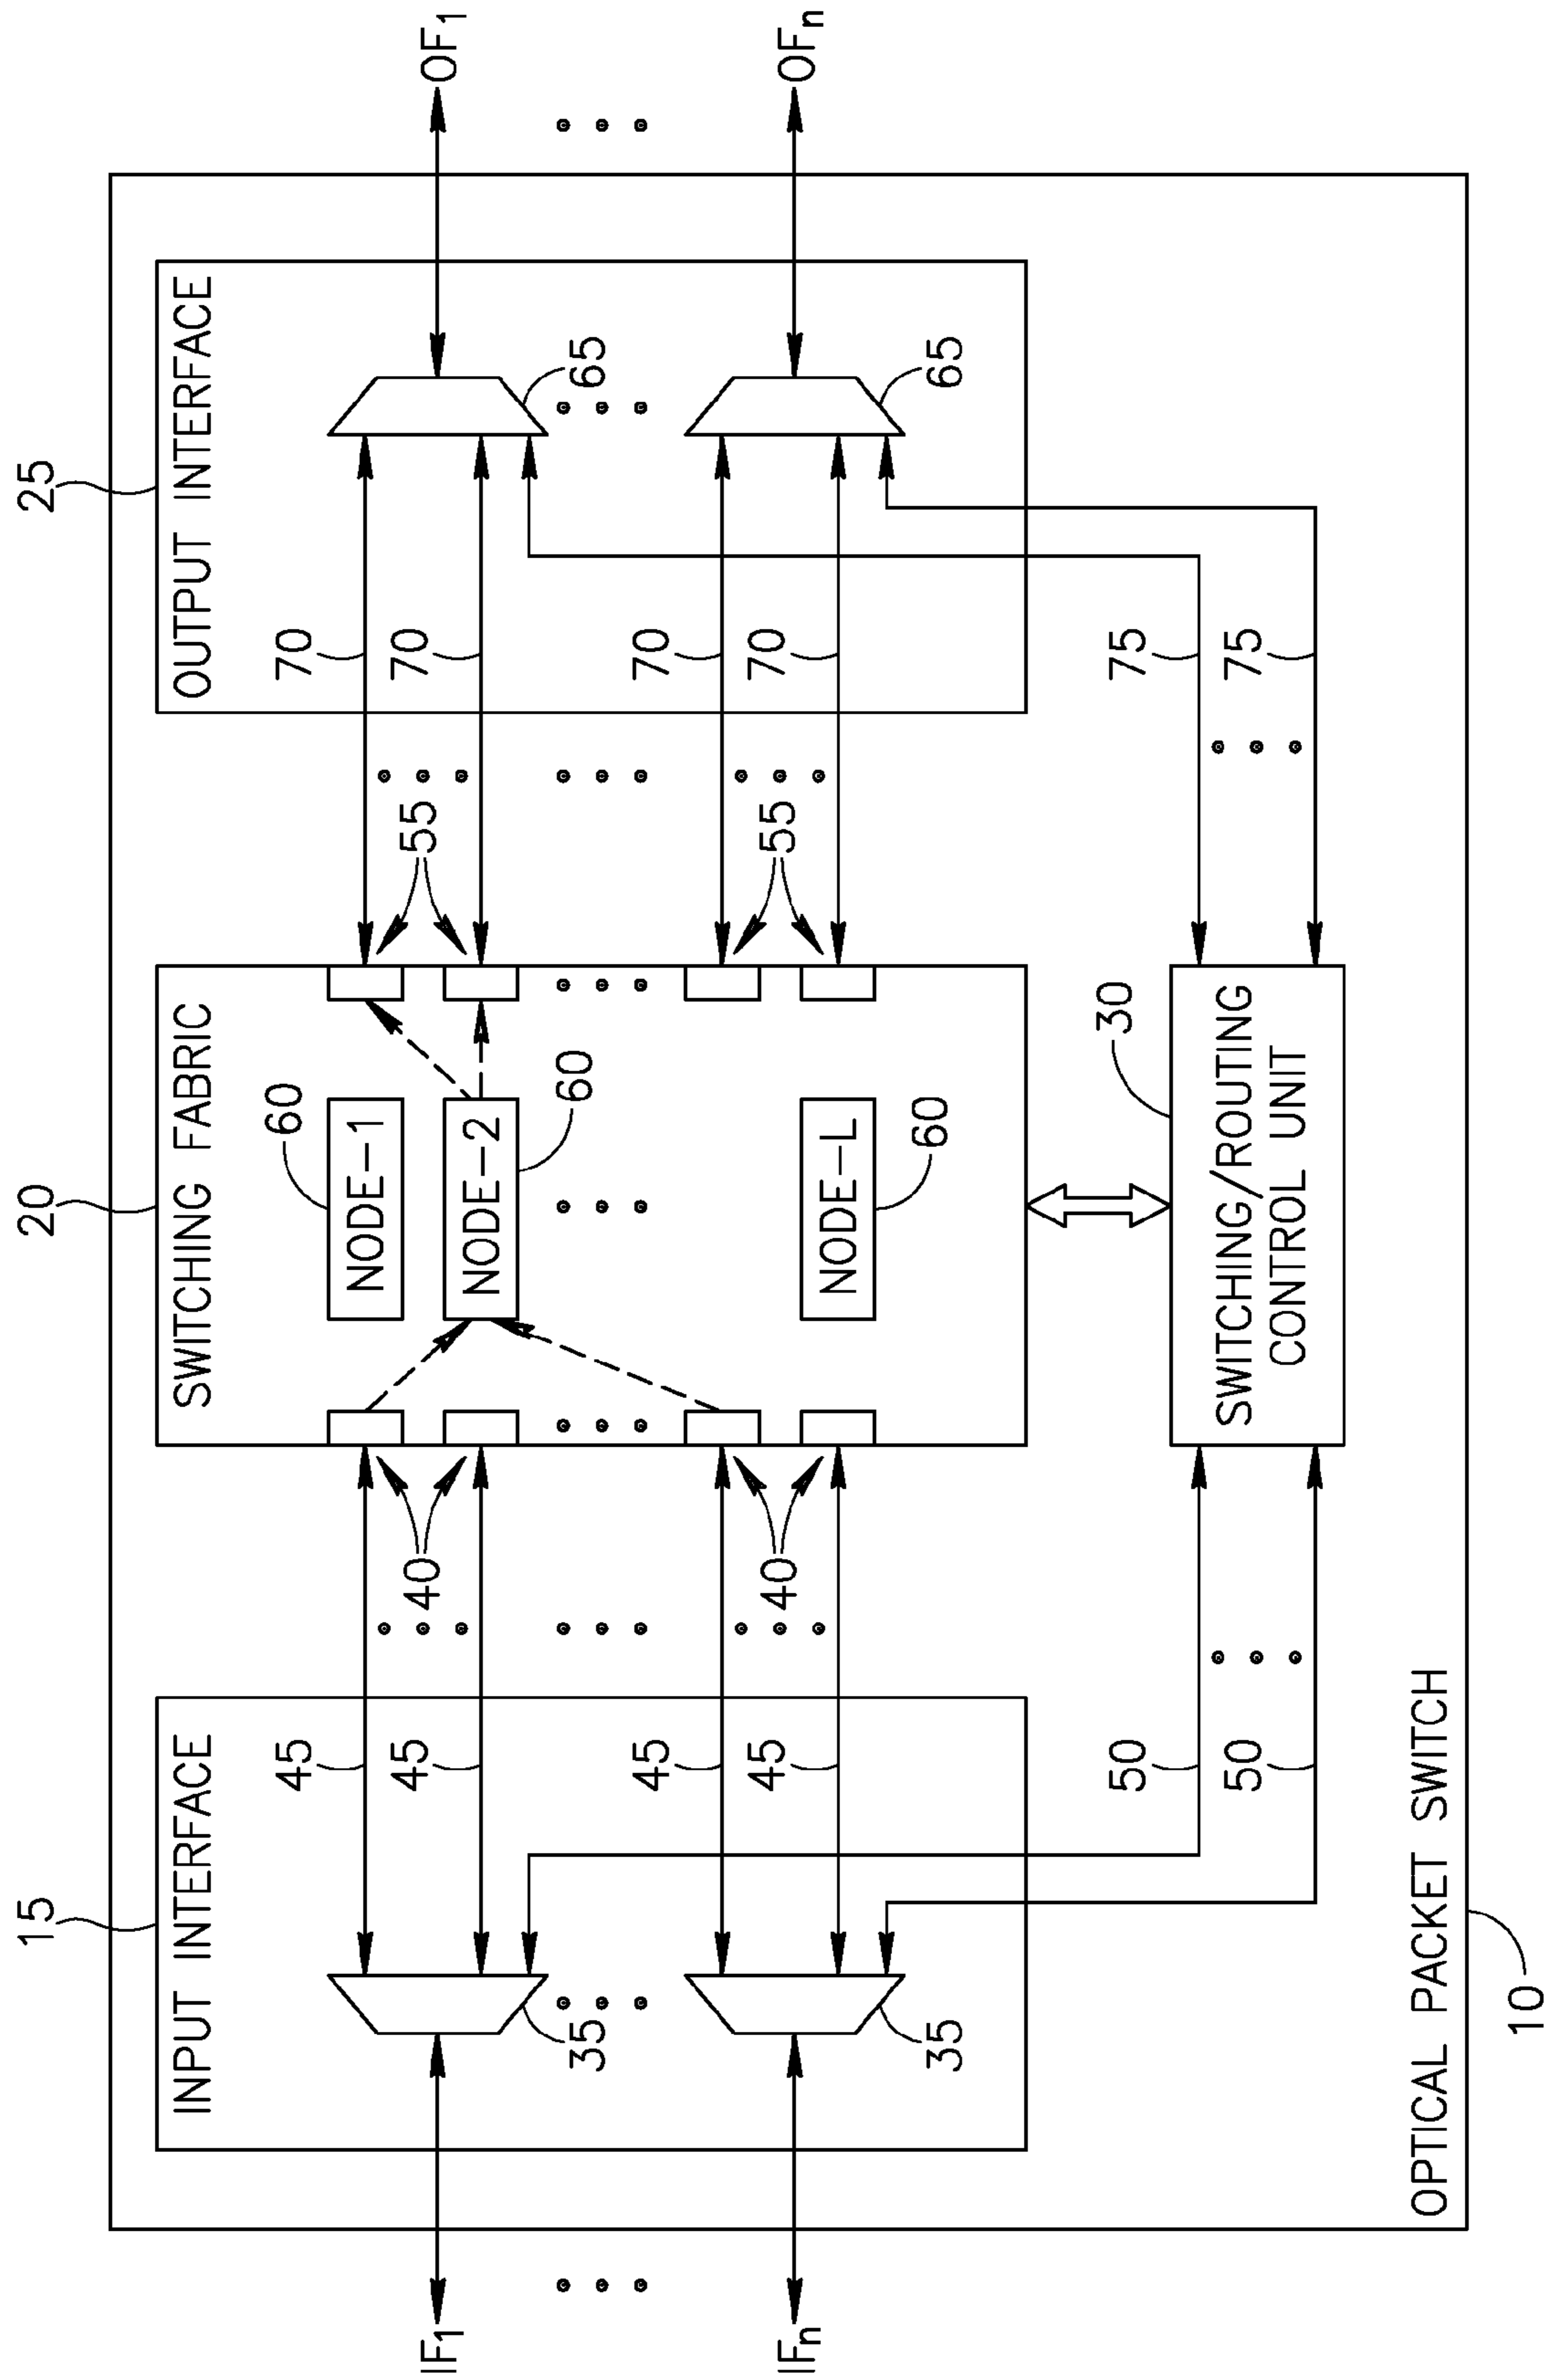 15
20
25
INPUT INTERFACE
SWITCHING FABRIC
OUTPUT INTERFACE
45
60
70
IF1
NODE-1
OF1
45
40
55
70
NODE-2
35
60
65
45
70
IFn
45
40
55
70
OFn
NODE-L
35
60
65
50
30
75
SWITCHING/ROUTING
CONTROL UNIT
50
75
OPTICAL PACKET SWITCH
10